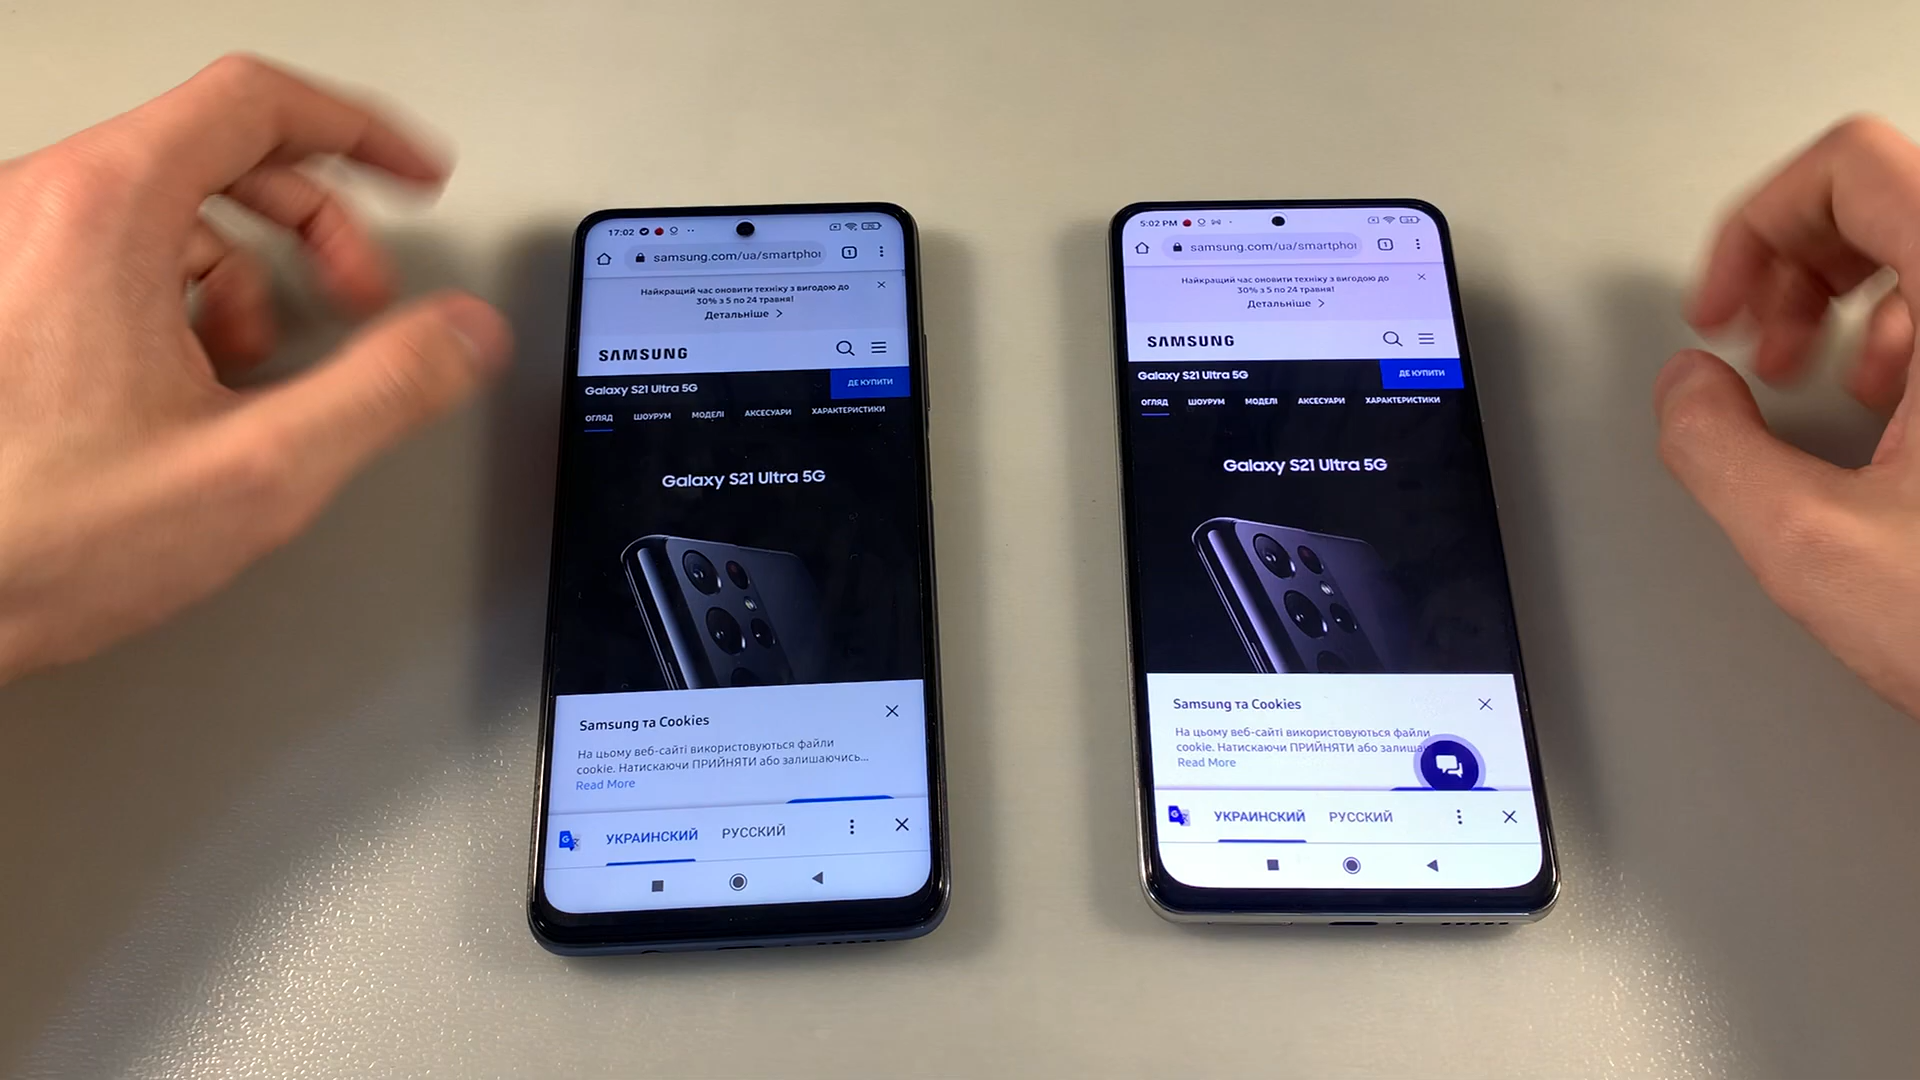 17:02
samsung.com/ua/smartpho
1
Найкращий час оновити техніку з вигодою до
30% з 5 по 24 травня!
Детальніше
SAMSUNG
Galaxy S21 Ultra 5G
ДЕ КУПИТИ
ОГЛЯД ШОУРУМ МОДЕЛІ АКСЕСУАРИ ХАРАКТЕРИСТИКИ
Galaxy S21 Ultra 5G
Samsung та Cookies
На цьому веб-сайті використовуються файли
cookie. Натискаючи ПРИЙНЯТИ або залишаючись...
Read More
УКРАИНСКИЙ РУССКИЙ
5:02 PM
samsung.com/ua/smartphoı
1
Найкращий час оновити техніку з вигодою до
30% з 5 по 24 травня!
Детальніше
SAMSUNG
Galaxy S21 Ultra 5G
ДЕ КУПИТИ
ОГЛЯД ШОУРУМ МОДЕЛІ АКСЕСУАРИ ХАРАКТЕРИСТИКИ
Galaxy S21 Ultra 5G
Samsung та Cookies
На цьому веб-сайті використовуються файли
cookie. Натискаючи ПРИЙНЯТИ або залиша
Read More
УКРАИНСКИЙ РУССКИЙ